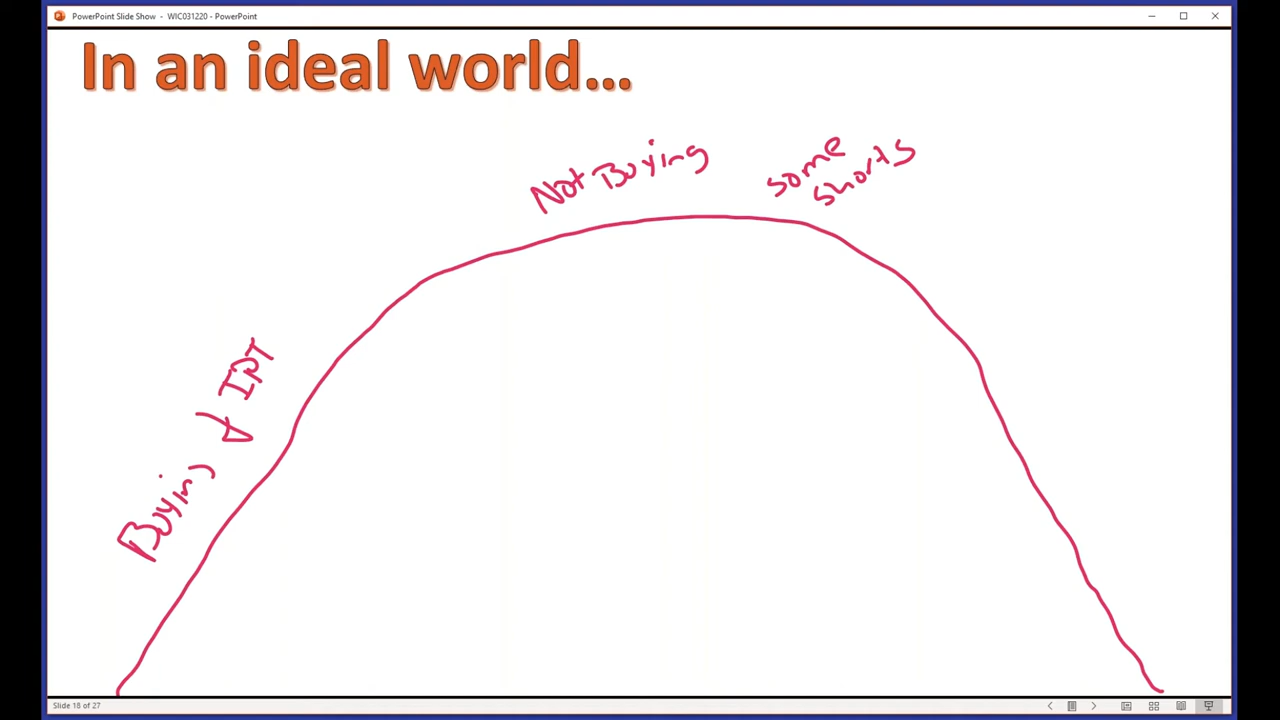 PowerPoint Slide Show - WIC031220 - PowerPoint
In an ideal world...
Not Buying
some
shorts
Buying & IPT
Slide 18 of 27